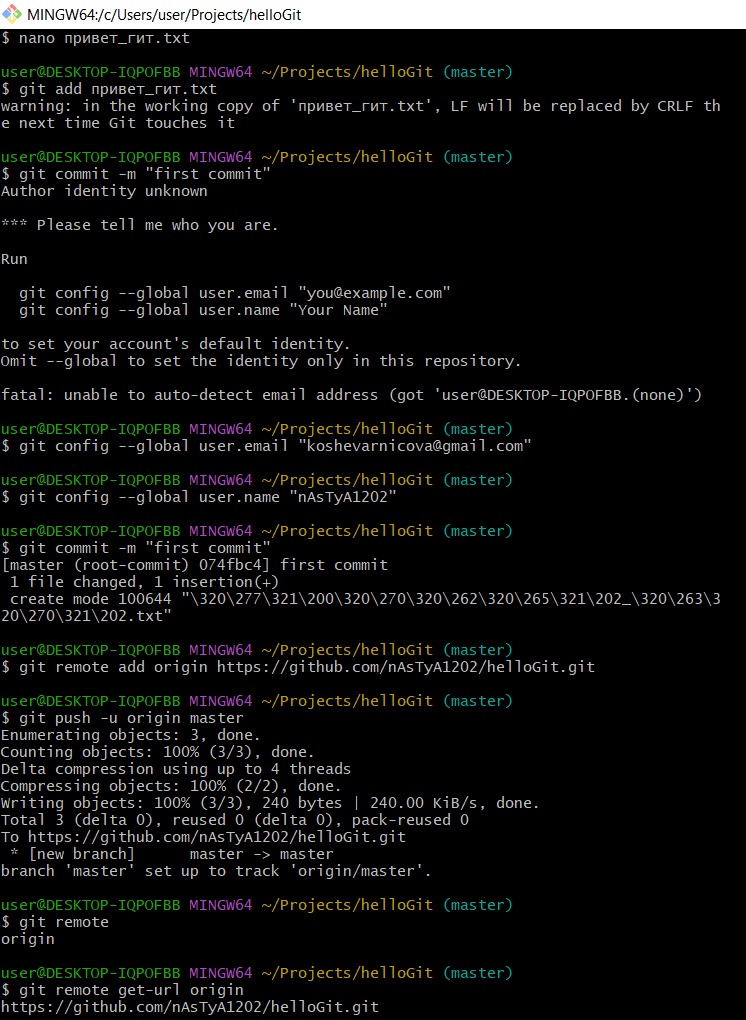 MINGW64:/c/Users/user/Projects/helloGit
$ nano привет_гит.txt
user@DESKTOP-IQPOFBB MINGW64 ~/Projects/helloGit (master)
$ git add привет_гит.txt
warning: in the working copy of 'привет_гит.txt', LF will be replaced by CRLF th
e next time Git touches it
user@DESKTOP-IQPOFBB MINGW64 ~/Projects/helloGit (master)
$ git commit -m "first commit"
Author identity unknown
*** Please tell me who you are.
Run
git config --global user.email "you@example.com"
git config --global user.name "Your Name"
to set your account's default identity.
Omit --global to set the identity only in this repository.
fatal: unable to auto-detect email address (got 'user@DESKTOP-IQPOFBB.(none)')
user@DESKTOP-IQPOFBB MINGW64 ~/Projects/helloGit (master)
$ git config --global user.email "koshevarnicova@gmail.com"
user@DESKTOP-IQPOFBB MINGW64 ~/Projects/helloGit (master)
$ git config --global user.name "nAsTyA1202"
user@DESKTOP-IQPOFBB MINGW64 ~/Projects/helloGit (master)
$ git commit -m "first commit"
[master (root-commit) 074fbc4] first commit
1 file changed, 1 insertion(+)
create mode 100644 "\320\277\321\200\320\270\320\262\320\265\321\202_\320\263\3
20\270\321\202.txt"
user@DESKTOP-IQPOFBB MINGW64 ~/Projects/helloGit (master)
$ git remote add origin https://github.com/nAsTyA1202/helloGit.git
user@DESKTOP-IQPOFBB MINGW64 ~/Projects/helloGit (master)
$ git push -u origin master
Enumerating objects: 3, done.
Counting objects: 100% (3/3), done.
Delta compression using up to 4 threads
Compressing objects: 100% (2/2), done.
Writing objects: 100% (3/3), 240 bytes | 240.00 KiB/s, done.
Total 3 (delta 0), reused 0 (delta 0), pack-reused 0
To https://github.com/nAsTyA1202/helloGit.git
* [new branch] master -> master
branch 'master' set up to track 'origin/master'.
user@DESKTOP-IQPOFBB MINGW64 ~/Projects/helloGit (master)
$ git remote
origin
user@DESKTOP-IQPOFBB MINGW64 ~/Projects/helloGit (master)
$ git remote get-url origin
https://github.com/nAsTyA1202/helloGit.git